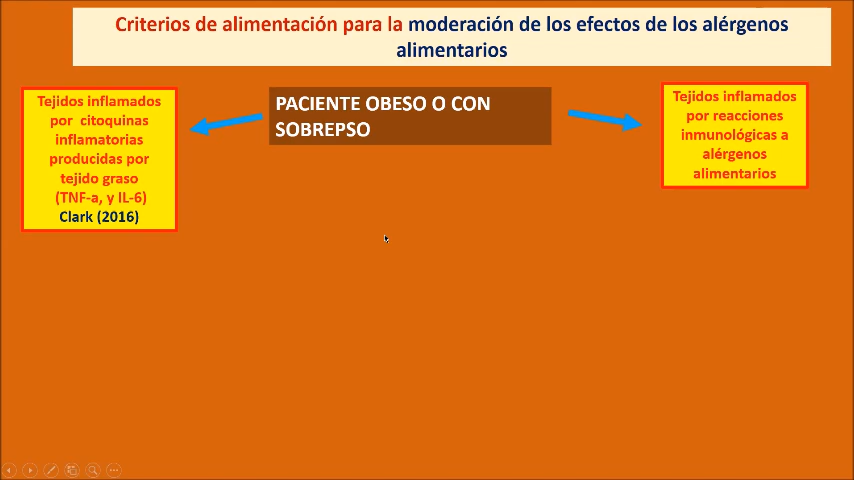 Criterios de alimentación para la moderación de los efectos de los alérgenos
alimentarios
Tejidos inflamados
por citoquinas
inflamatorias
producidas por
tejido graso
(TNF-a, y IL-6)
Clark (2016)
PACIENTE OBESO O CON
SOBREPSO
Tejidos inflamados
por reacciones
inmunológicas a
alérgenos
alimentarios